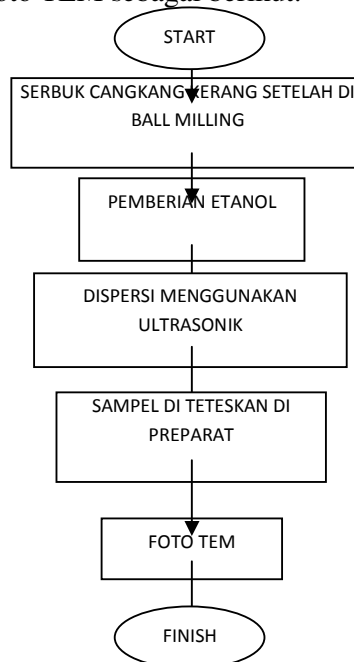 foto TEM sebagai berikut:
START
SERBUK CANGKANG KERANG SETELAH DI
BALL MILLING
PEMBERIAN ETANOL
DISPERSI MENGGUNAKAN
ULTRASONIK
SAMPEL DI TETESKAN DI
PREPARAT
FOTO TEM
FINISH